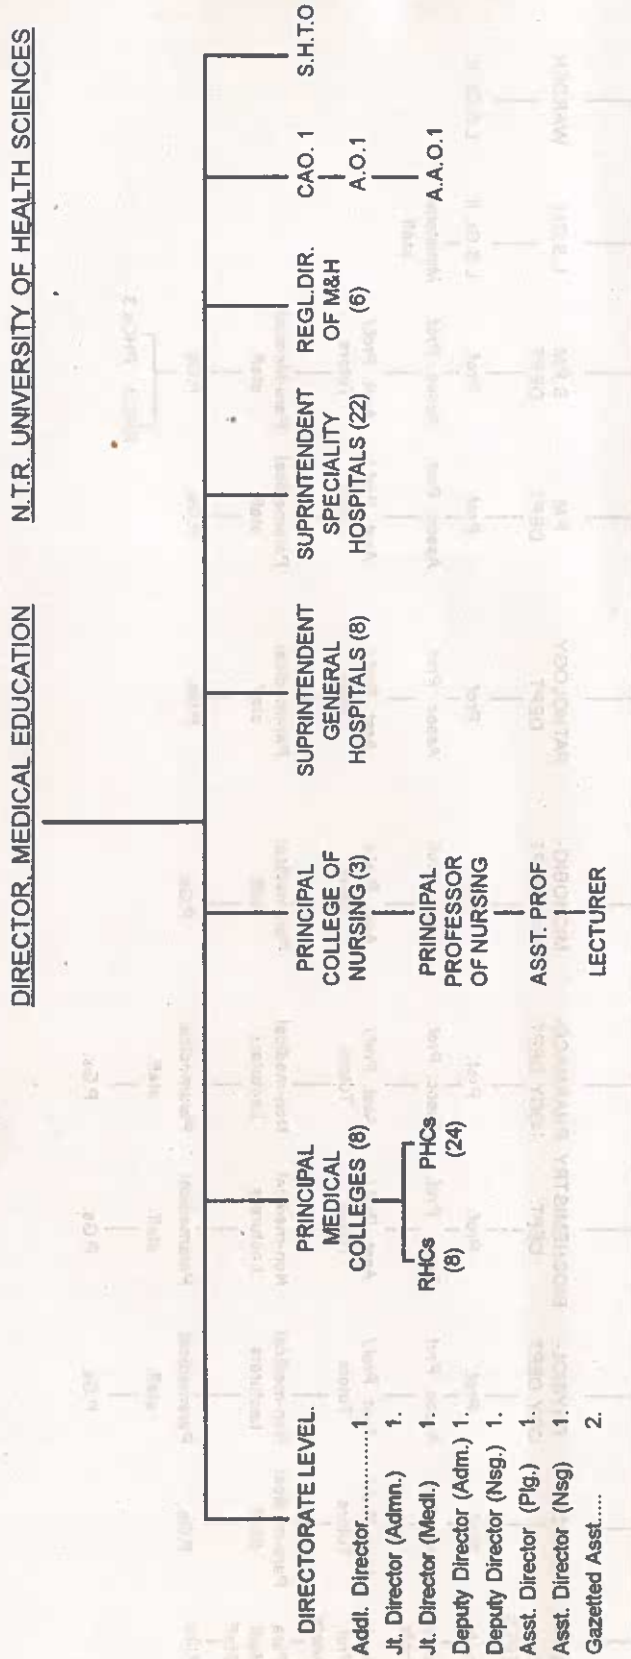 DIRECTOR, MEDICAL EDUCATION
N.T.R. UNIVERSITY OF HEALTH SCIENCES
DIRECTORATE LEVEL.
Addl. Director................1.
Jt. Director (Admn.) 1.
Jt. Director (Medl.) 1.
Deputy Director (Adm.) 1.
Deputy Director (Nsg.) 1.
Asst. Director (Plg.) 1.
Asst. Director (Nsg) 1.
Gazetted Asst..... 2.
PRINCIPAL
MEDICAL
COLLEGES (8)
RHCs
(8)
PHCs
(24)
PRINCIPAL
COLLEGE OF
NURSING (3)
PRINCIPAL
PROFESSOR
OF NURSING
ASST. PROF
LECTURER
SUPRINTENDENT
GENERAL
HOSPITALS (8)
SUPRINTENDENT
SPECIALITY
HOSPITALS (22)
REGL.DIR.
OF M&H
(6)
CAO. 1
A.O.1
A.A.O.1
S.H.T.O